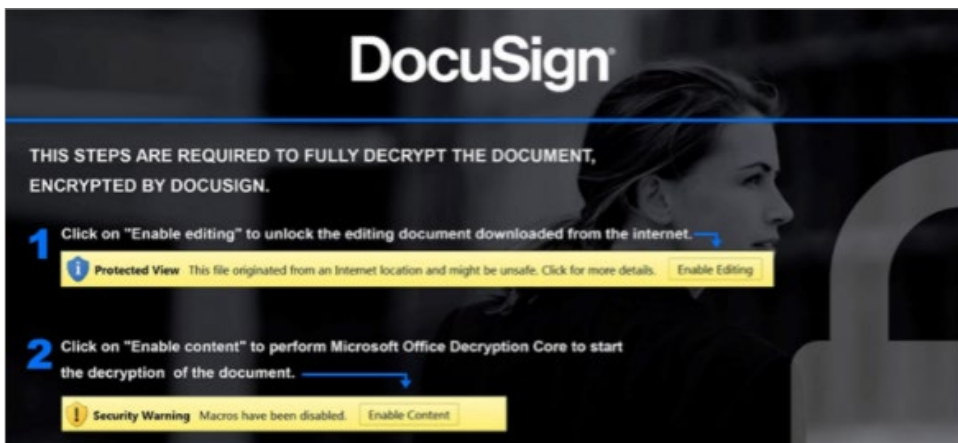 DocuSign
THIS STEPS ARE REQUIRED TO FULLY DECRYPT THE DOCUMENT,
ENCRYPTED BY DOCUSIGN.
1 Click on "Enable editing" to unlock the editing document downloaded from the internet.
Protected View This file originated from an Internet location and might be unsafe. Click for more details. Enable Editing
2 Click on "Enable content" to perform Microsoft Office Decryption Core to start
the decryption of the document.
Security Warning Macros have been disabled. Enable Content